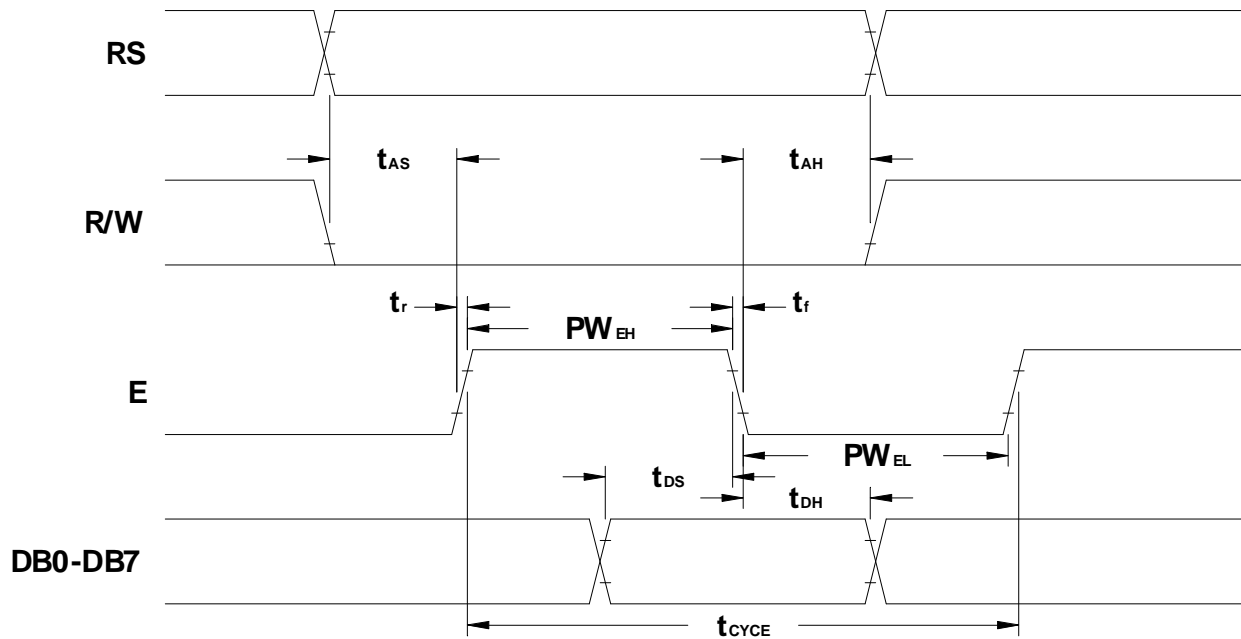 RS
tAS
tAH
R/W
tr
PWEH
tf
E
PWEL
tDS
tDH
DB0-DB7
tCYCE